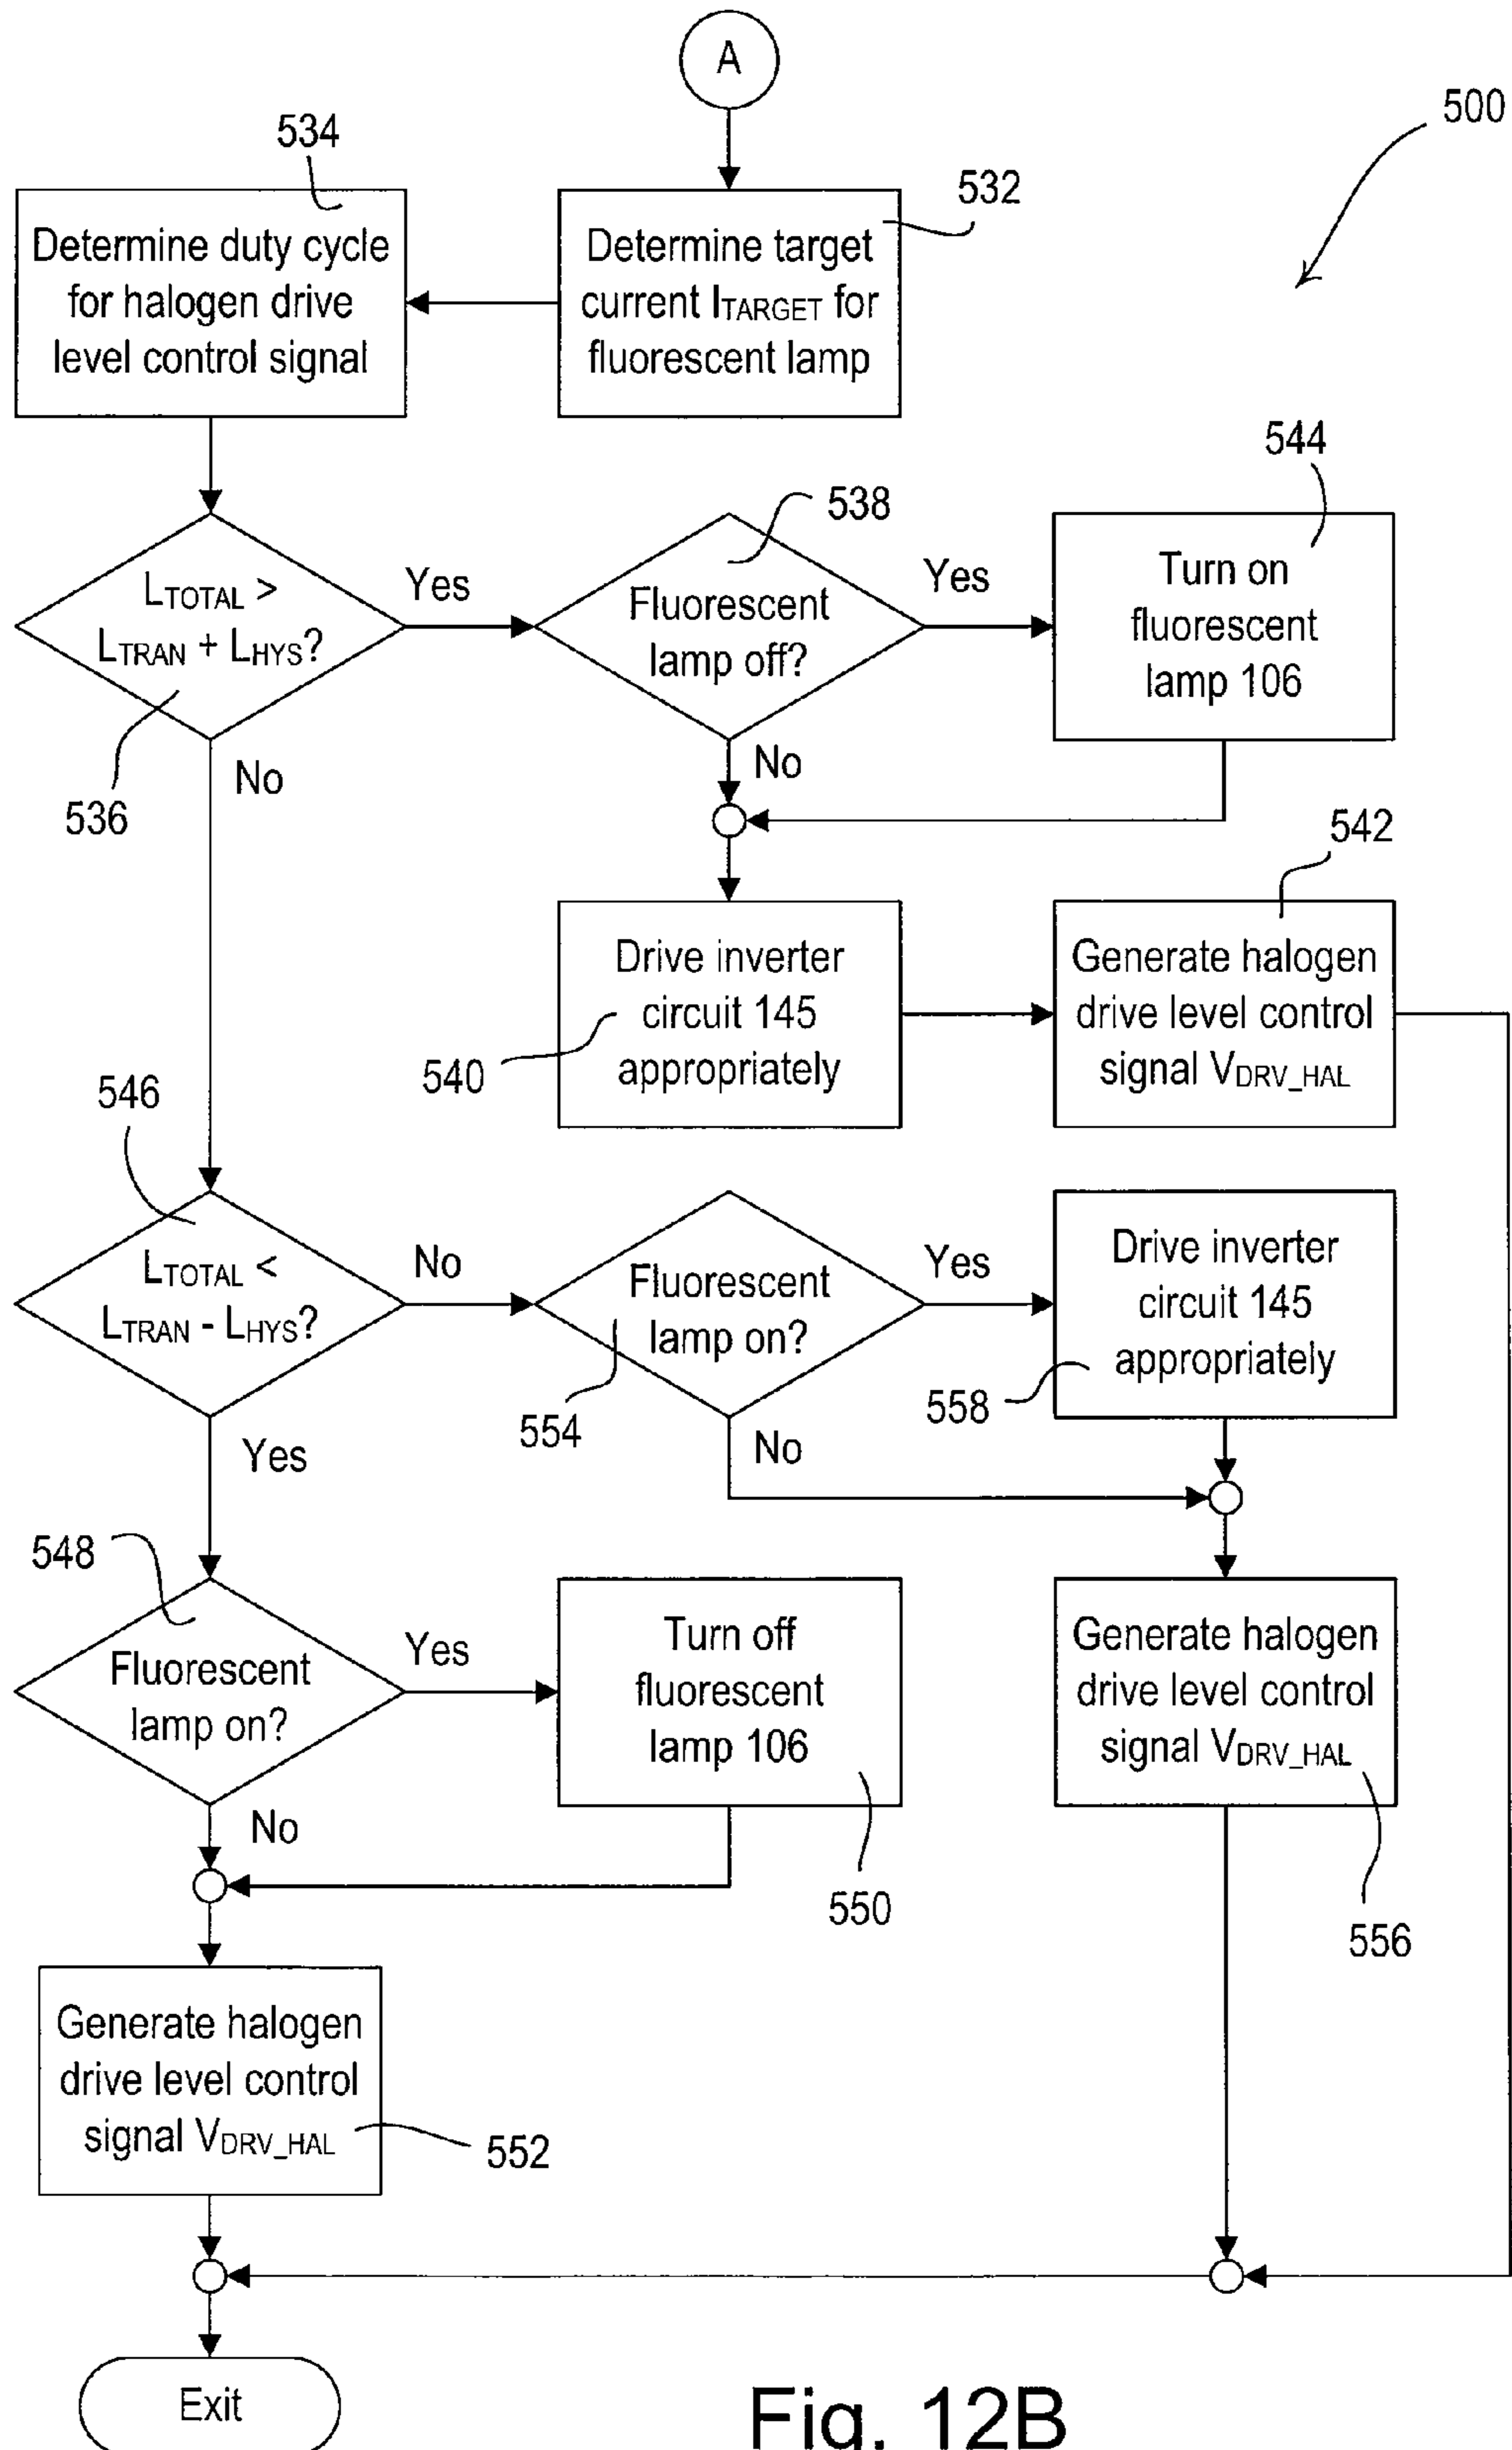 A
500
534
532
Determine duty cycle
for halogen drive
level control signal
Determine target
current ITARGET for
fluorescent lamp
544
538
LTOTAL >
LTRAN + LHYS?
Yes
Fluorescent
lamp off?
Yes
Turn on
fluorescent
lamp 106
536
No
No
542
Drive inverter
circuit 145
appropriately
540
Generate halogen
drive level control
signal VDRV_HAL
546
LTOTAL <
LTRAN - LHYS?
No
Fluorescent
lamp on?
Yes
Drive inverter
circuit 145
appropriately
554
558
Yes
No
548
Fluorescent
lamp on?
Yes
Turn off
fluorescent
lamp 106
Generate halogen
drive level control
signal VDRV_HAL
No
550
556
Generate halogen
drive level control
signal VDRV_HAL
552
Exit
Fig. 12B